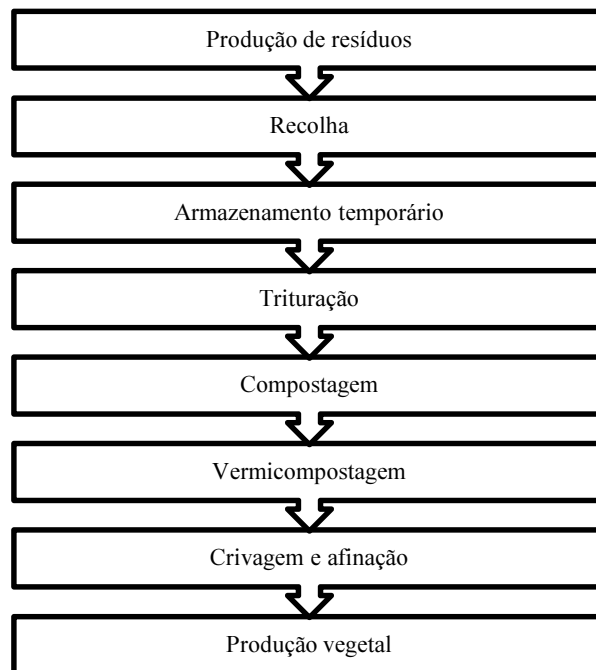 Produção de resíduos
Recolha
Armazenamento temporário
Trituração
Compostagem
Vermicompostagem
Crivagem e afinação
Produção vegetal